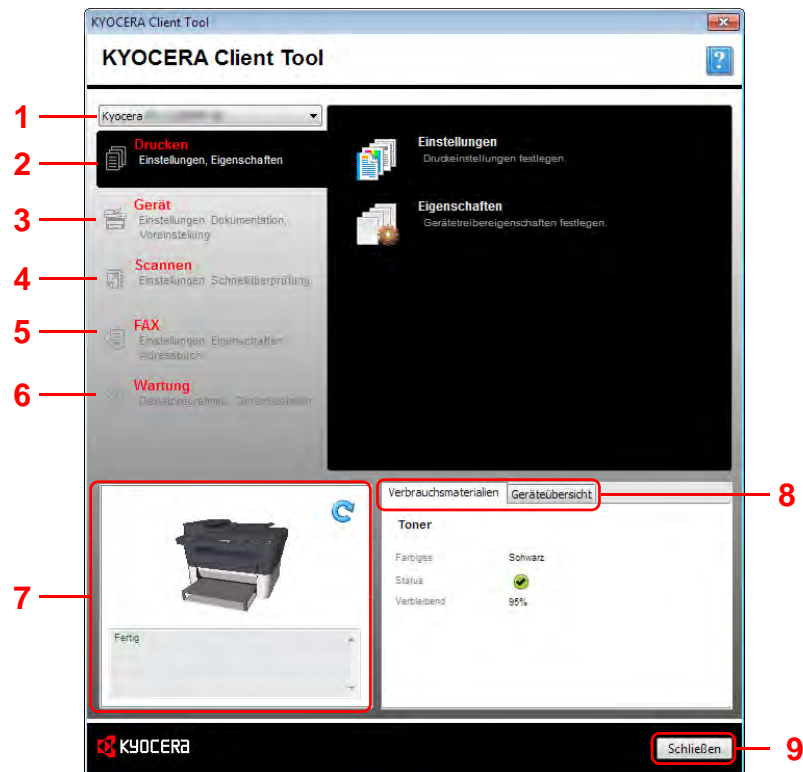 KYOCERA Client Tool
KYOCERA Client Tool
?
1
Kyocera
2
Drucken
Einstellungen, Eigenschaften
3
Gerät
Einstellungen, Dokumentation,
Voreinstellung
4
Scannen
Einstellungen, Schnellüberprüfung
5
FAX
Einstellungen, Eigenschaften
Adressbuch
6
Wartung
Einstellungen
Druckeinstellungen festlegen.
Eigenschaften
Gerätetreibereigenschaften festlegen.
7
Fertig
Verbrauchsmaterialien Geräteübersicht
8
Toner
Farbiges Schwarz
Status
Verbleibend 95%
KYOCERA
Schließen
9